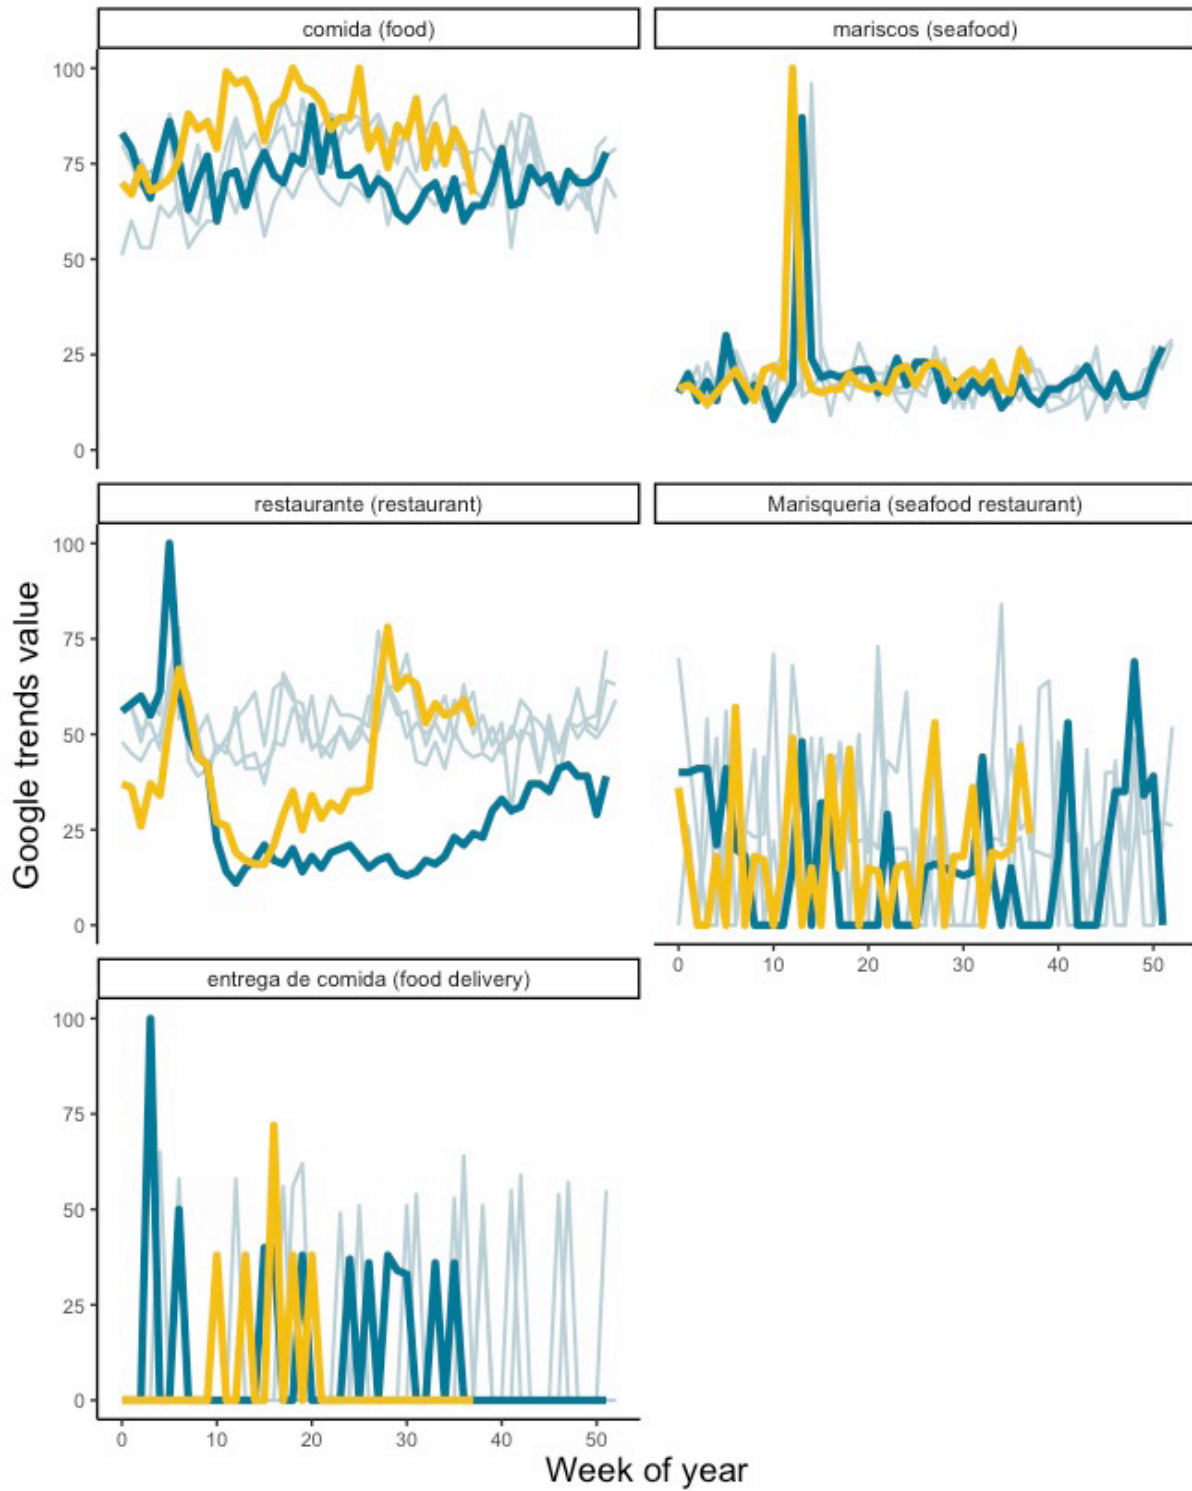 comida (food)
mariscos (seafood)
100
75
50
25
0
restaurante (restaurant)
Marisqueria (seafood restaurant)
100
75
50
25
0
0 10 20 30 40 50
Google trends value
entrega de comida (food delivery)
100
75
50
25
0
0 10 20 30 40 50
Week of year